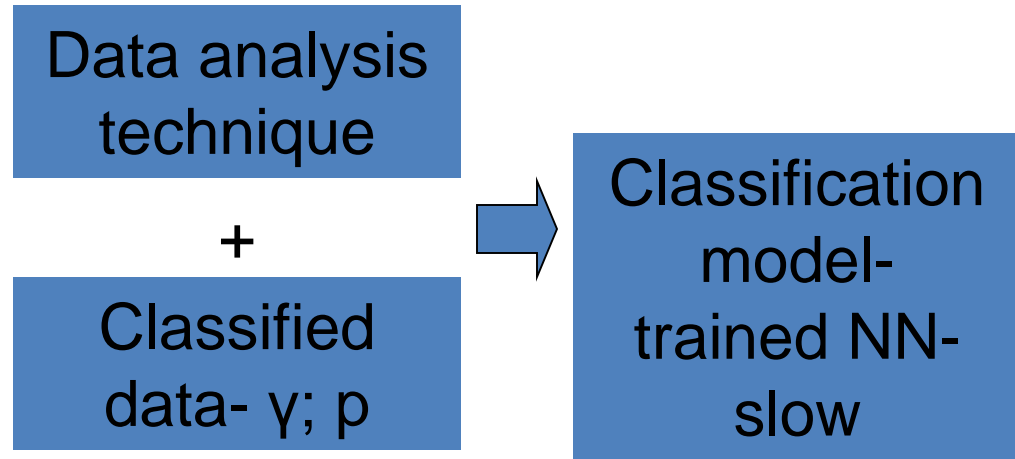 Data analysis
technique
+
Classified
data- γ; p
Classification
model-
trained NN-
slow